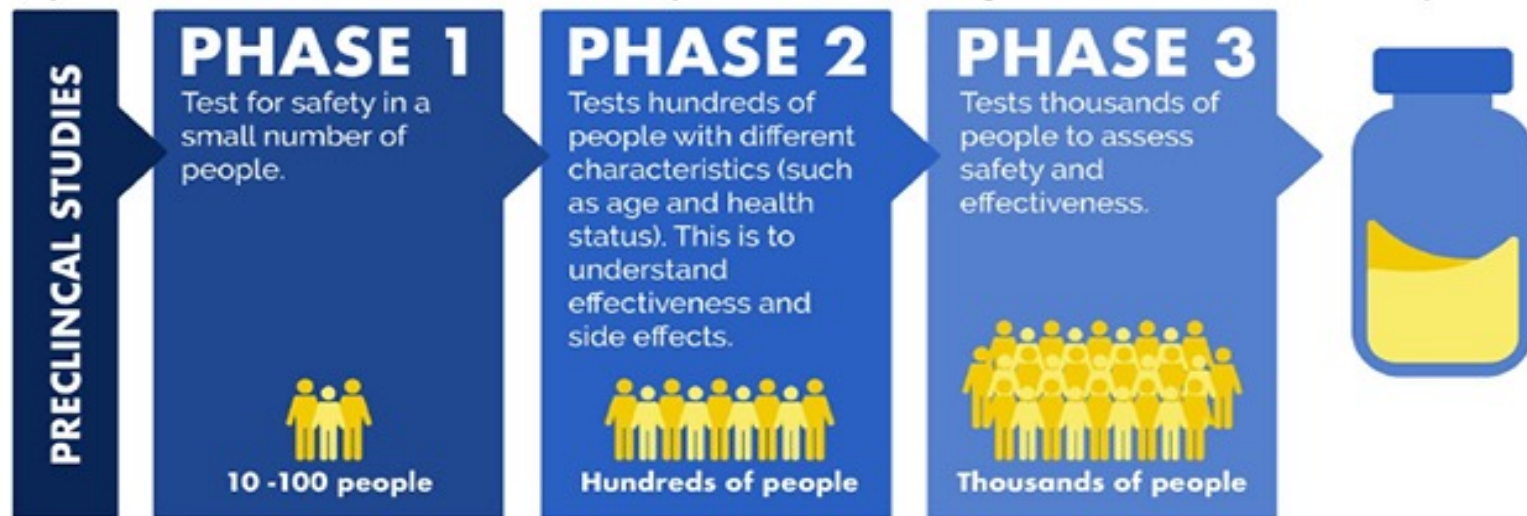 PRECLINCAL STUDIES
PHASE 1
Test for safety in a
small number of
people.
10 -100 people
PHASE 2
Tests hundreds of
people with different
characteristics (such
as age and health
status). This is to
understand
effectiveness and
side effects.
Hundreds of people
PHASE 3
Tests thousands of
people to assess
safety and
effectiveness.
Thousands of people